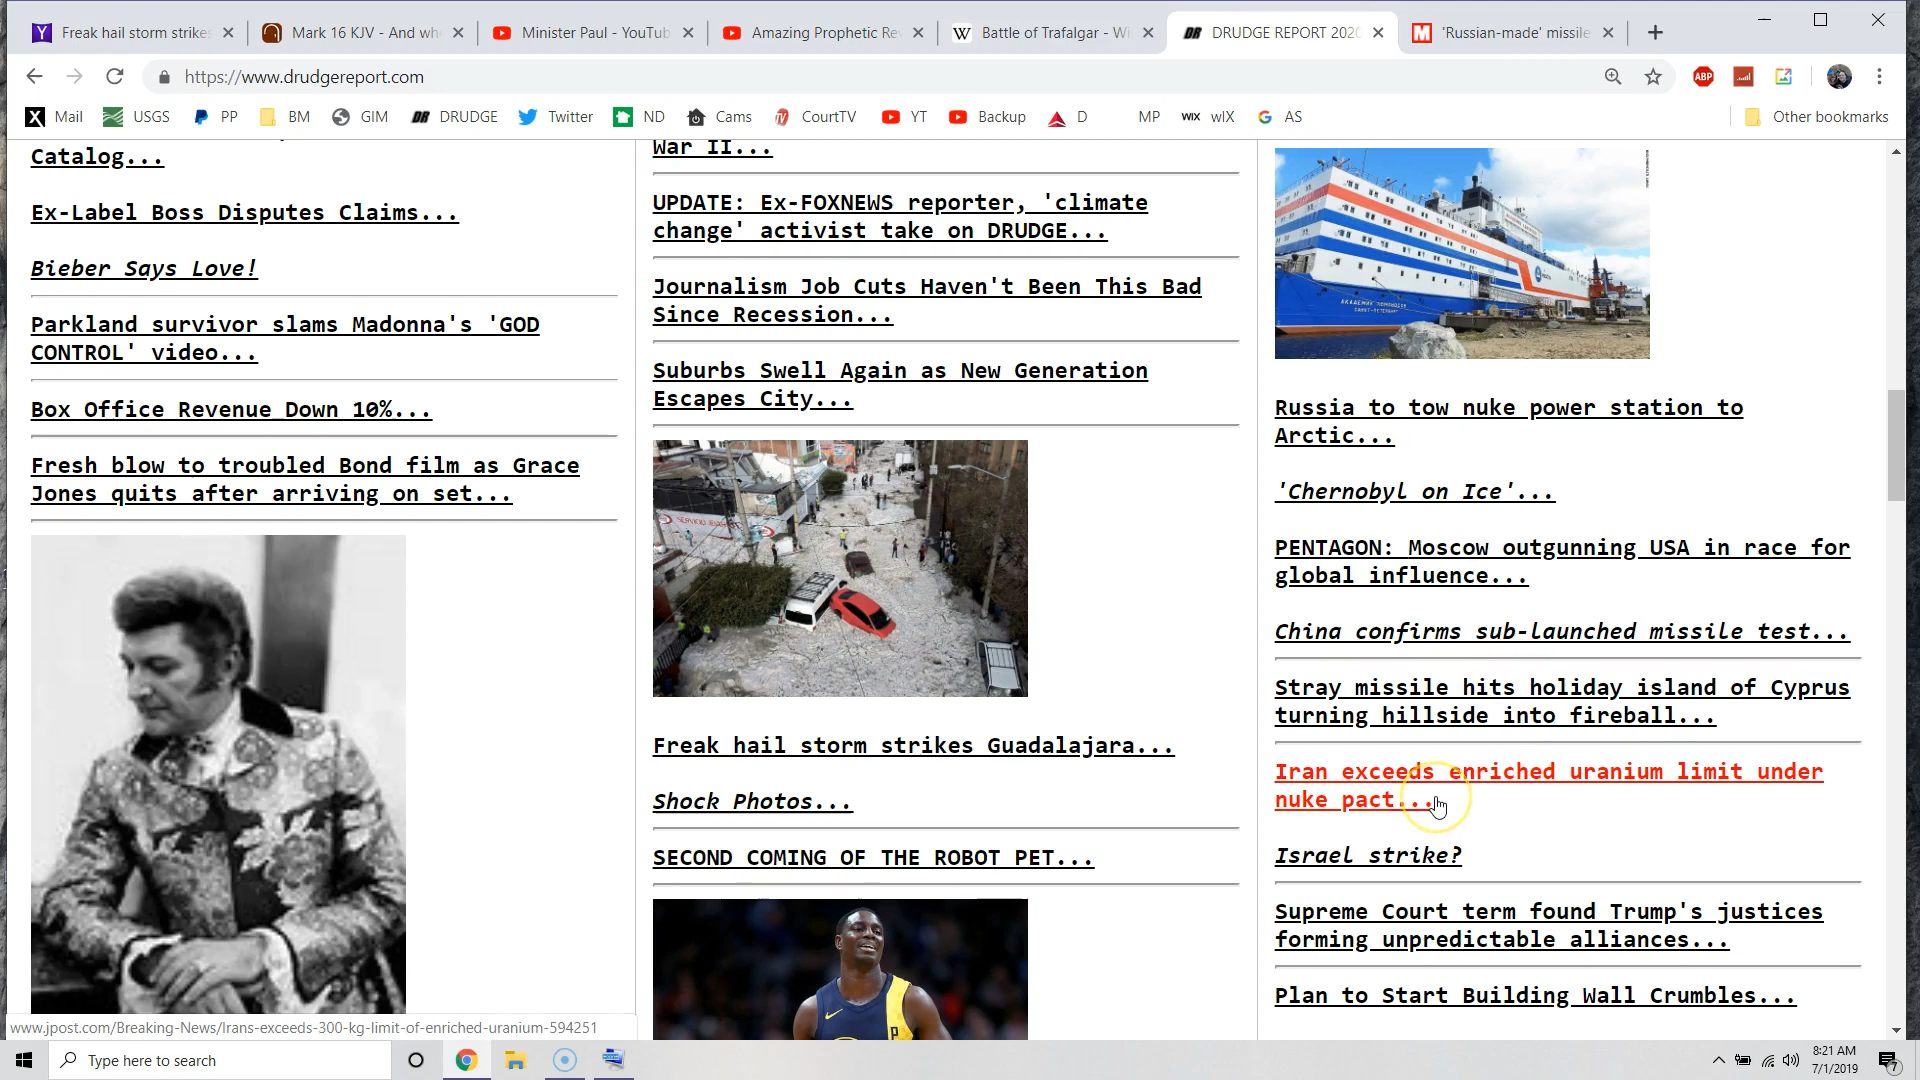 Freak hail storm strikes
Mark 16 KJV - And wh
Minister Paul - YouTub
Amazing Prophetic Re
Battle of Trafalgar - Wi
DRUDGE REPORT 2020
'Russian-made' missile
https://www.drudgereport.com
ABP
Mail
USGS
PP
BM
GIM
DRUDGE
Twitter
ND
Cams
CourtTV
YT
Backup
D
MP
WIX
wIX
AS
Other bookmarks
Catalog...
Ex-Label Boss Disputes Claims...
Bieber Says Love!
Parkland survivor slams Madonna's 'GOD
CONTROL' video...
Box Office Revenue Down 10%...
Fresh blow to troubled Bond film as Grace
Jones quits after arriving on set...
War II...
UPDATE: Ex-FOXNEWS reporter, 'climate
change' activist take on DRUDGE...
Journalism Job Cuts Haven't Been This Bad
Since Recession...
Suburbs Swell Again as New Generation
Escapes City...
Freak hail storm strikes Guadalajara...
Shock Photos...
SECOND COMING OF THE ROBOT PET...
АКАДЕМИК ЛОМОНОСОВ
САНКТ-ПЕТЕРБУРГ
Russia to tow nuke power station to
Arctic...
'Chernobyl on Ice'...
PENTAGON: Moscow outgunning USA in race for
global influence...
China confirms sub-launched missile test...
Stray missile hits holiday island of Cyprus
turning hillside into fireball...
Iran exceeds enriched uranium limit under
nuke pact...
Israel strike?
Supreme Court term found Trump's justices
forming unpredictable alliances...
Plan to Start Building Wall Crumbles...
www.jpost.com/Breaking-News/Irans-exceeds-300-kg-limit-of-enriched-uranium-594251
Type here to search
8:21 AM
7/1/2019
7